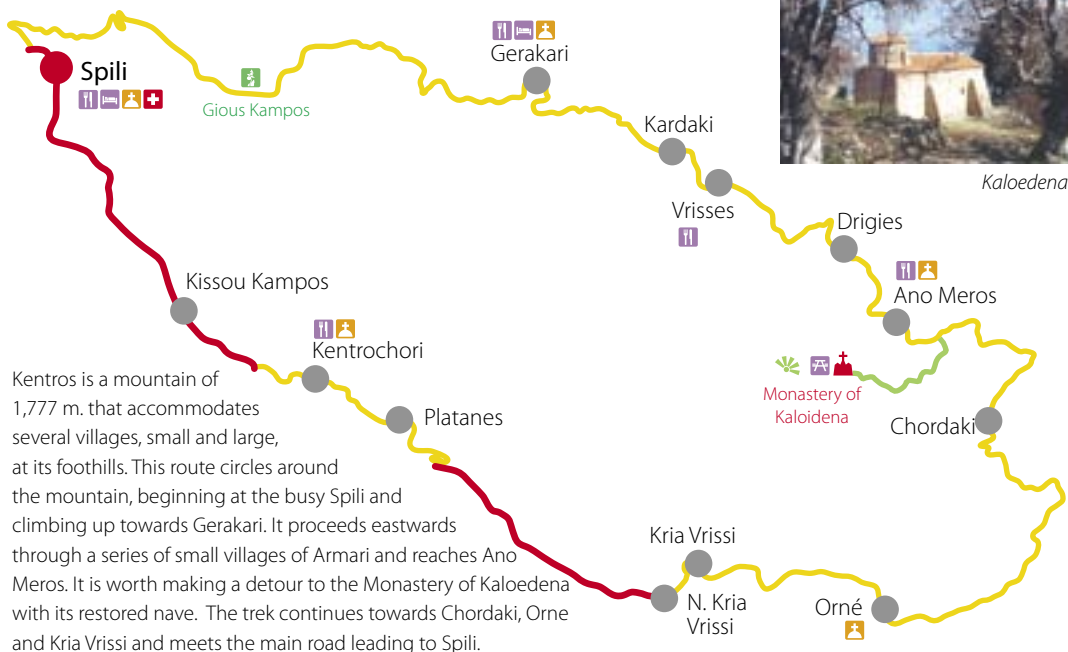 Gerakari
Spili
Gious Kampos
Kardaki
Kaloedena
Vrisses
Drigies
Kissou Kampos
Ano Meros
Kentrochori
Monastery of
Kaloidena
Platanes
Chordaki
Kentros is a mountain of
1,777 m. that accommodates
several villages, small and large,
at its foothills. This route circles around
the mountain, beginning at the busy Spili and
climbing up towards Gerakari. It proceeds eastwards
through a series of small villages of Armari and reaches Ano
Meros. It is worth making a detour to the Monastery of Kaloedena
with its restored nave. The trek continues towards Chordaki, Orne
and Kria Vrissi and meets the main road leading to Spili.
Kria Vrissi
N. Kria
Vrissi
Orné